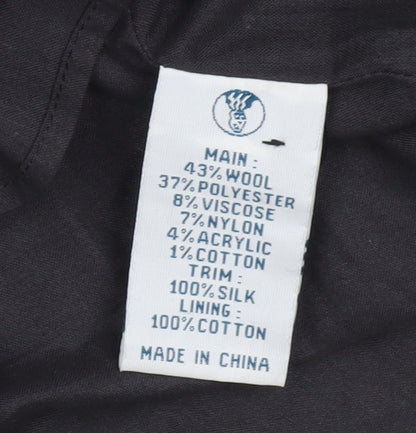 MAIN :
43%WOOL
37%POLYESTER
8%VISCOSE
7%NYLON
4%ACRYLIC
1%COTTON
TRIM :
100%SILK
LINING :
100%COTTON
MADE IN CHINA